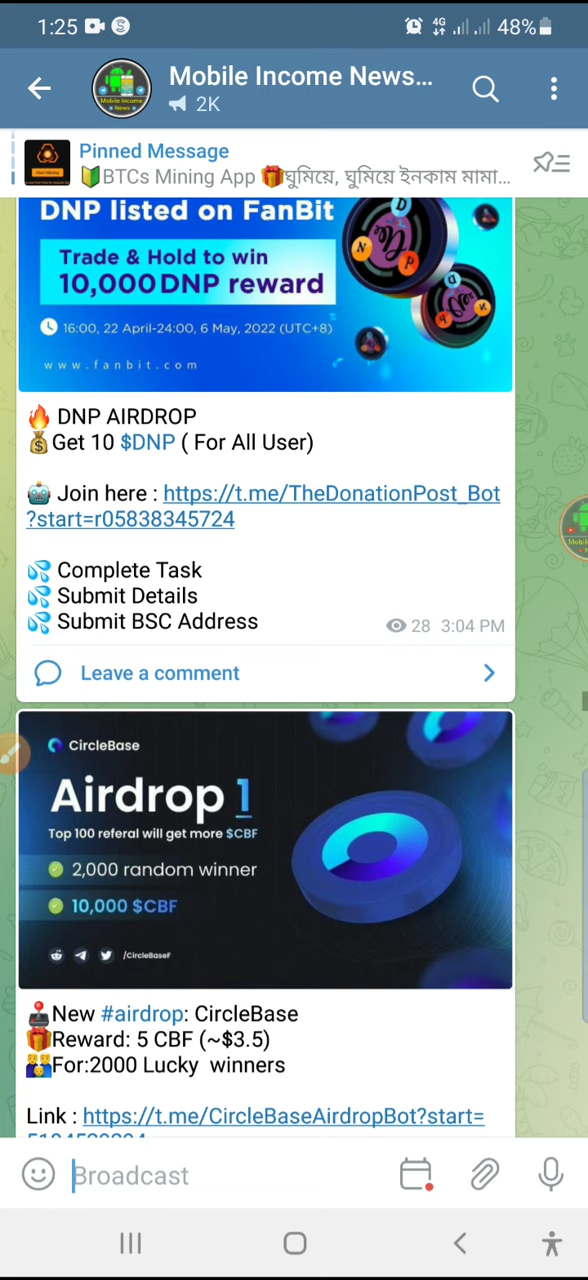 1:25
4G
48%
Mobile Income News...
2K
Mobile Income
News
Pinned Message
🔰BTCs Mining App 🎁ঘুমিয়ে, ঘুমিয়ে ইনকাম মামা...
DNP listed on FanBit
Trade & Hold to win
10,000 DNP reward
16:00, 22 April-24:00, 6 May, 2022 (UTC+8)
www.fanbit.com
D
N
P
🔥 DNP AIRDROP
💰Get 10 $DNP ( For All User)
🤖 Join here : https://t.me/TheDonationPost_Bot
?start=r05838345724
💦 Complete Task
💦 Submit Details
💦 Submit BSC Address
28 3:04 PM
Leave a comment
CircleBase
Airdrop 1
Top 100 referal will get more $CBF
2,000 random winner
10,000 $CBF
/CircleBaseF
🕹New #airdrop: CircleBase
🎁Reward: 5 CBF (~$3.5)
👨‍👩‍👦‍👦For:2000 Lucky winners
Link : https://t.me/CircleBaseAirdropBot?start=
Broadcast